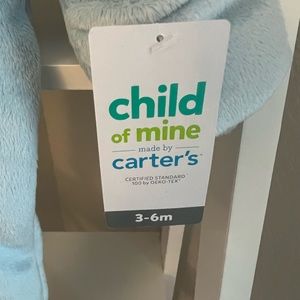 child
of mine
made by
carter's
CERTIFIED STANDARD
100 by OEKO-TEX®
3-6m